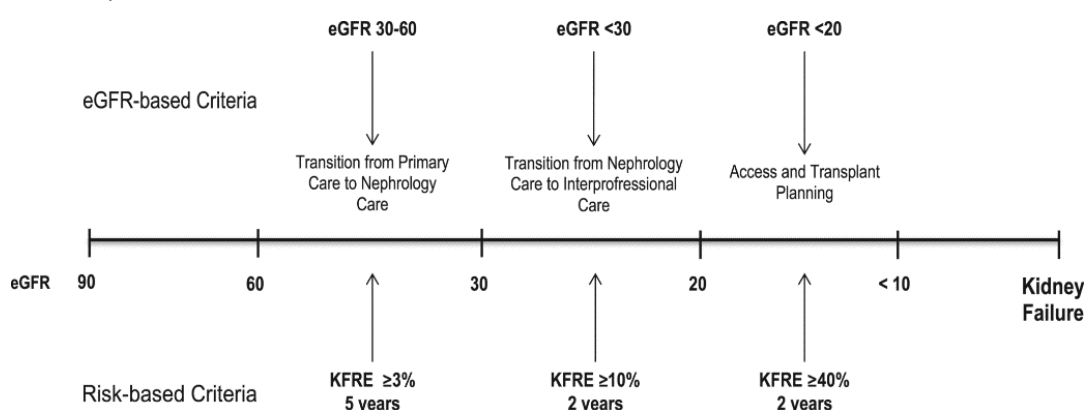 eGFR 30-60
eGFR <30
eGFR <20
eGFR-based Criteria
Transition from Primary
Care to Nephrology
Care
Transition from Nephrology
Care to Interprofressional
Care
Access and Transplant
Planning
eGFR
90
60
30
20
< 10
Kidney
Failure
Risk-based Criteria
KFRE ≥3%
5 years
KFRE ≥10%
2 years
KFRE ≥40%
2 years